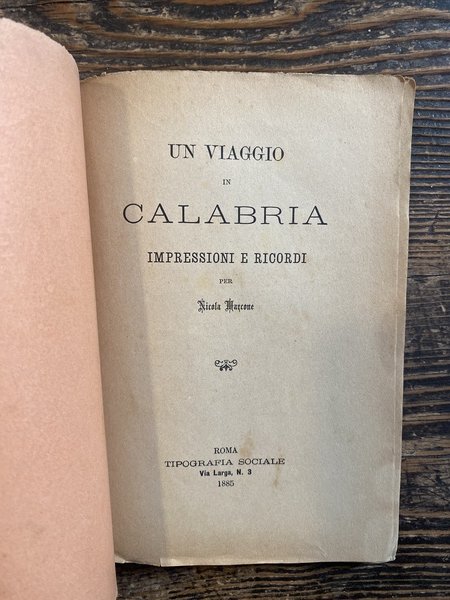 UN VIAGGIO
IN
CALABRIA
IMPRESSIONI E RICORDI
PER
Nicola Marcone
ROMA
TIPOGRAFIA SOCIALE
Via Larga, N. 3
1885